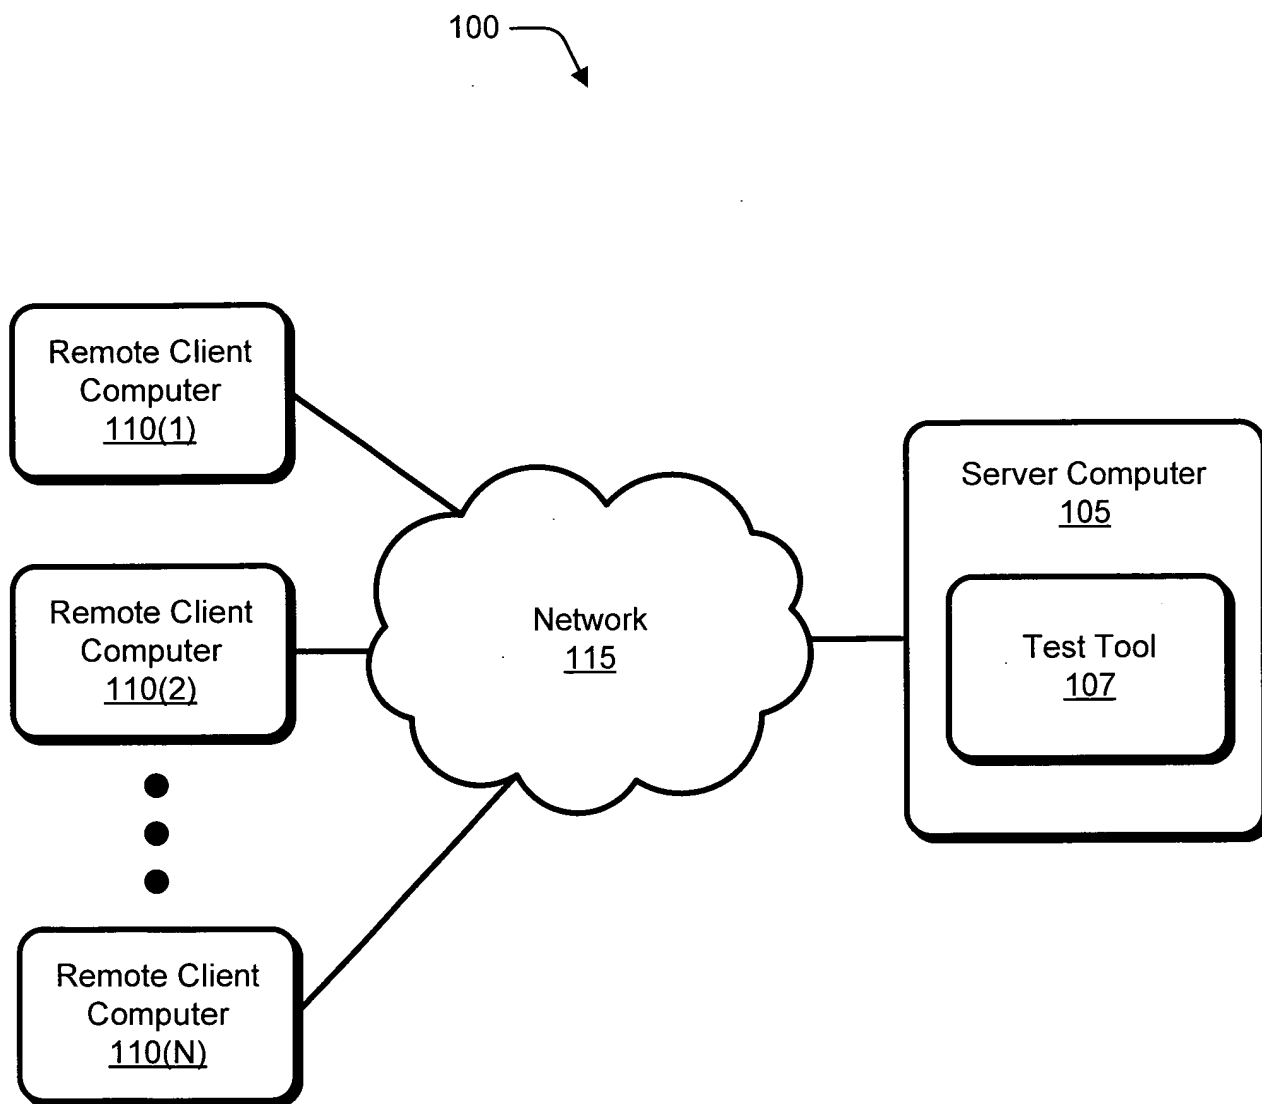 100
Remote Client
Computer
110(1)
Remote Client
Computer
110(2)
Remote Client
Computer
110(N)
Network
115
Server Computer
105
Test Tool
107